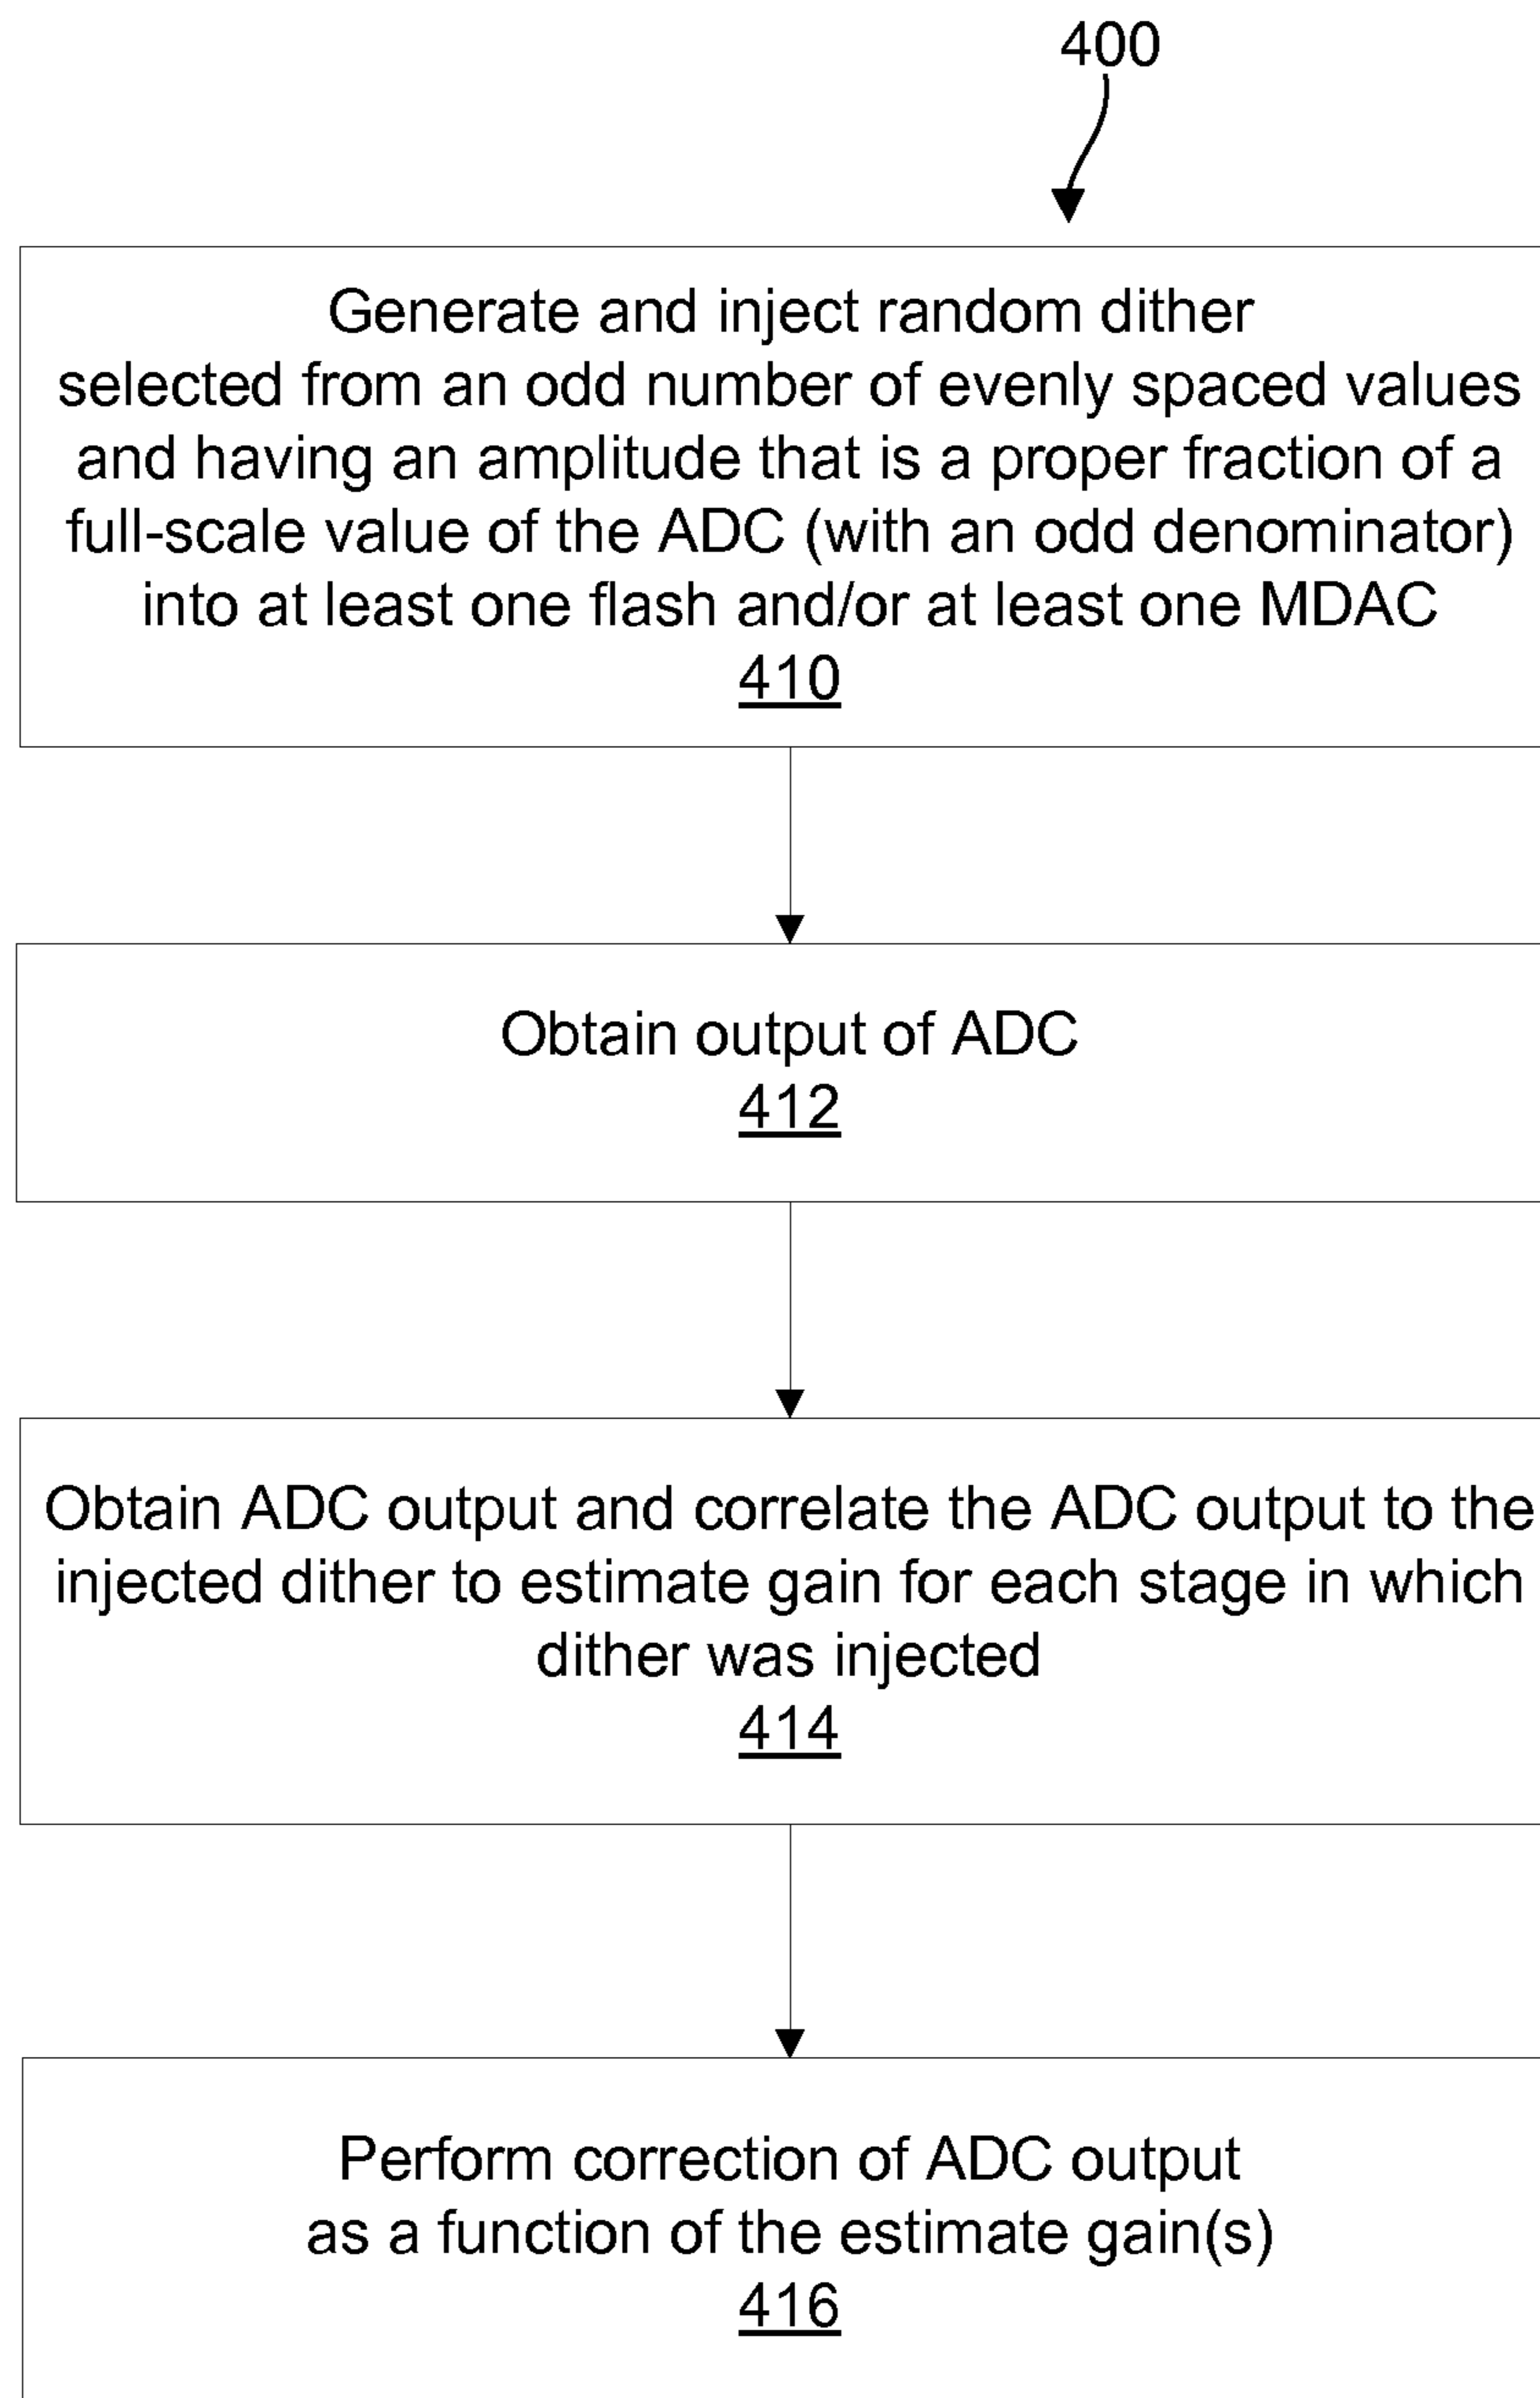 400
Generate and inject random dither
selected from an odd number of evenly spaced values
and having an amplitude that is a proper fraction of a
full-scale value of the ADC (with an odd denominator)
into at least one flash and/or at least one MDAC
410
Obtain output of ADC
412
Obtain ADC output and correlate the ADC output to the
injected dither to estimate gain for each stage in which
dither was injected
414
Perform correction of ADC output
as a function of the estimate gain(s)
416